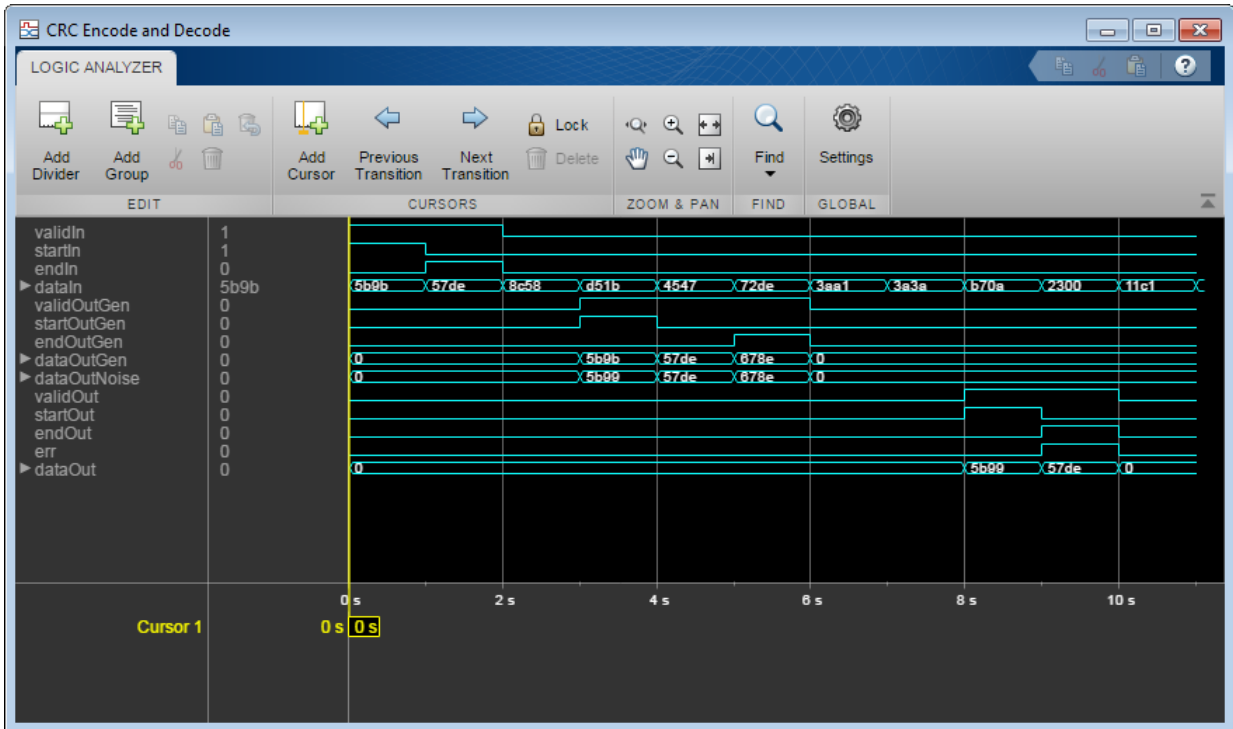 CRC Encode and Decode
LOGIC ANALYZER
Add Divider
Add Group
Add Cursor
Previous Transition
Next Transition
Lock
Delete
Find
Settings
EDIT CURSORS ZOOM & PAN FIND GLOBAL
validIn 1
startIn 1
endIn 0
dataIn 5b9b 5b9b 57de 8c58 d51b 4547 72de 3aa1 3a3a b70a 2300 11c1
validOutGen 0
startOutGen 0
endOutGen 0
dataOutGen 0 0 5b9b 57de 678e 0
dataOutNoise 0 0 5b99 57de 678e 0
validOut 0
startOut 0
endOut 0
err 0
dataOut 0 0 5b99 57de 0
0 s 2 s 4 s 6 s 8 s 10 s
Cursor 1 0 s 0 s